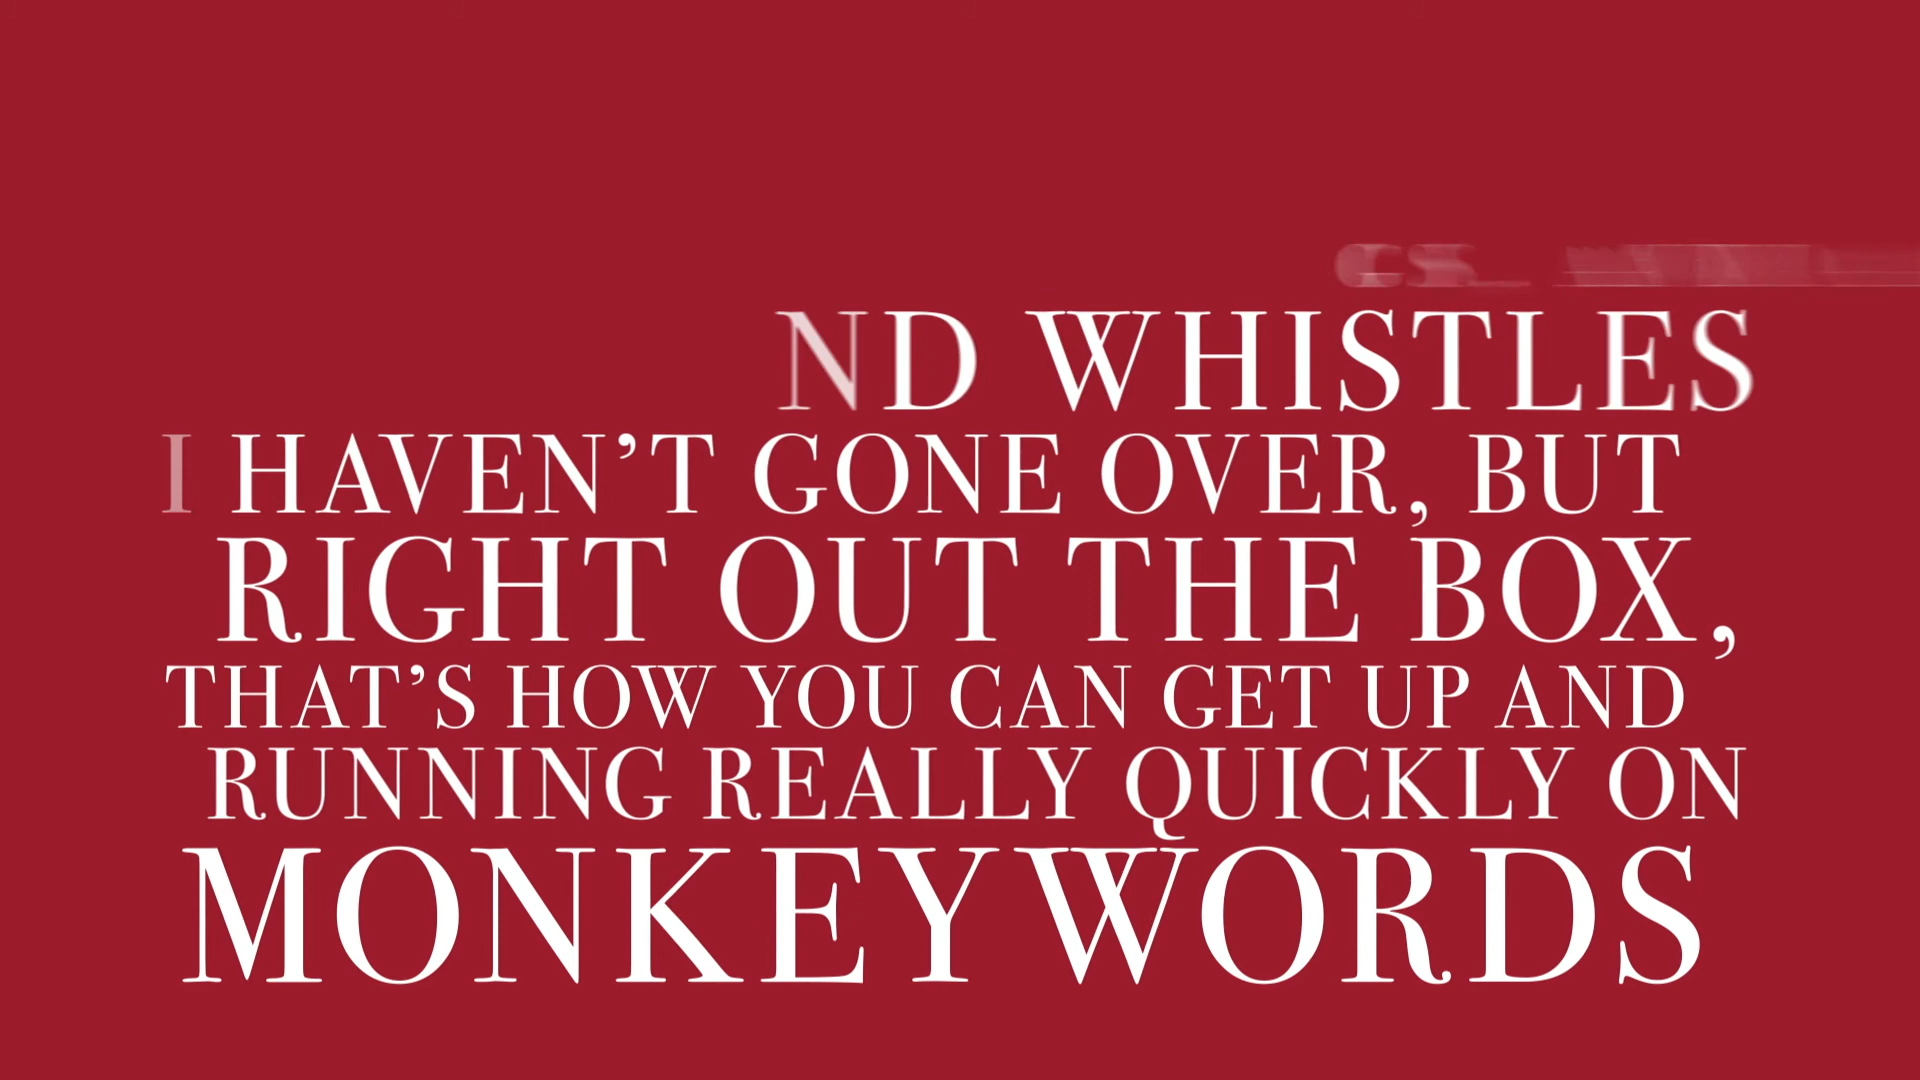 ND WHISTLES
I HAVEN’T GONE OVER, BUT
RIGHT OUT THE BOX,
THAT’S HOW YOU CAN GET UP AND
RUNNING REALLY QUICKLY ON
MONKEYWORDS